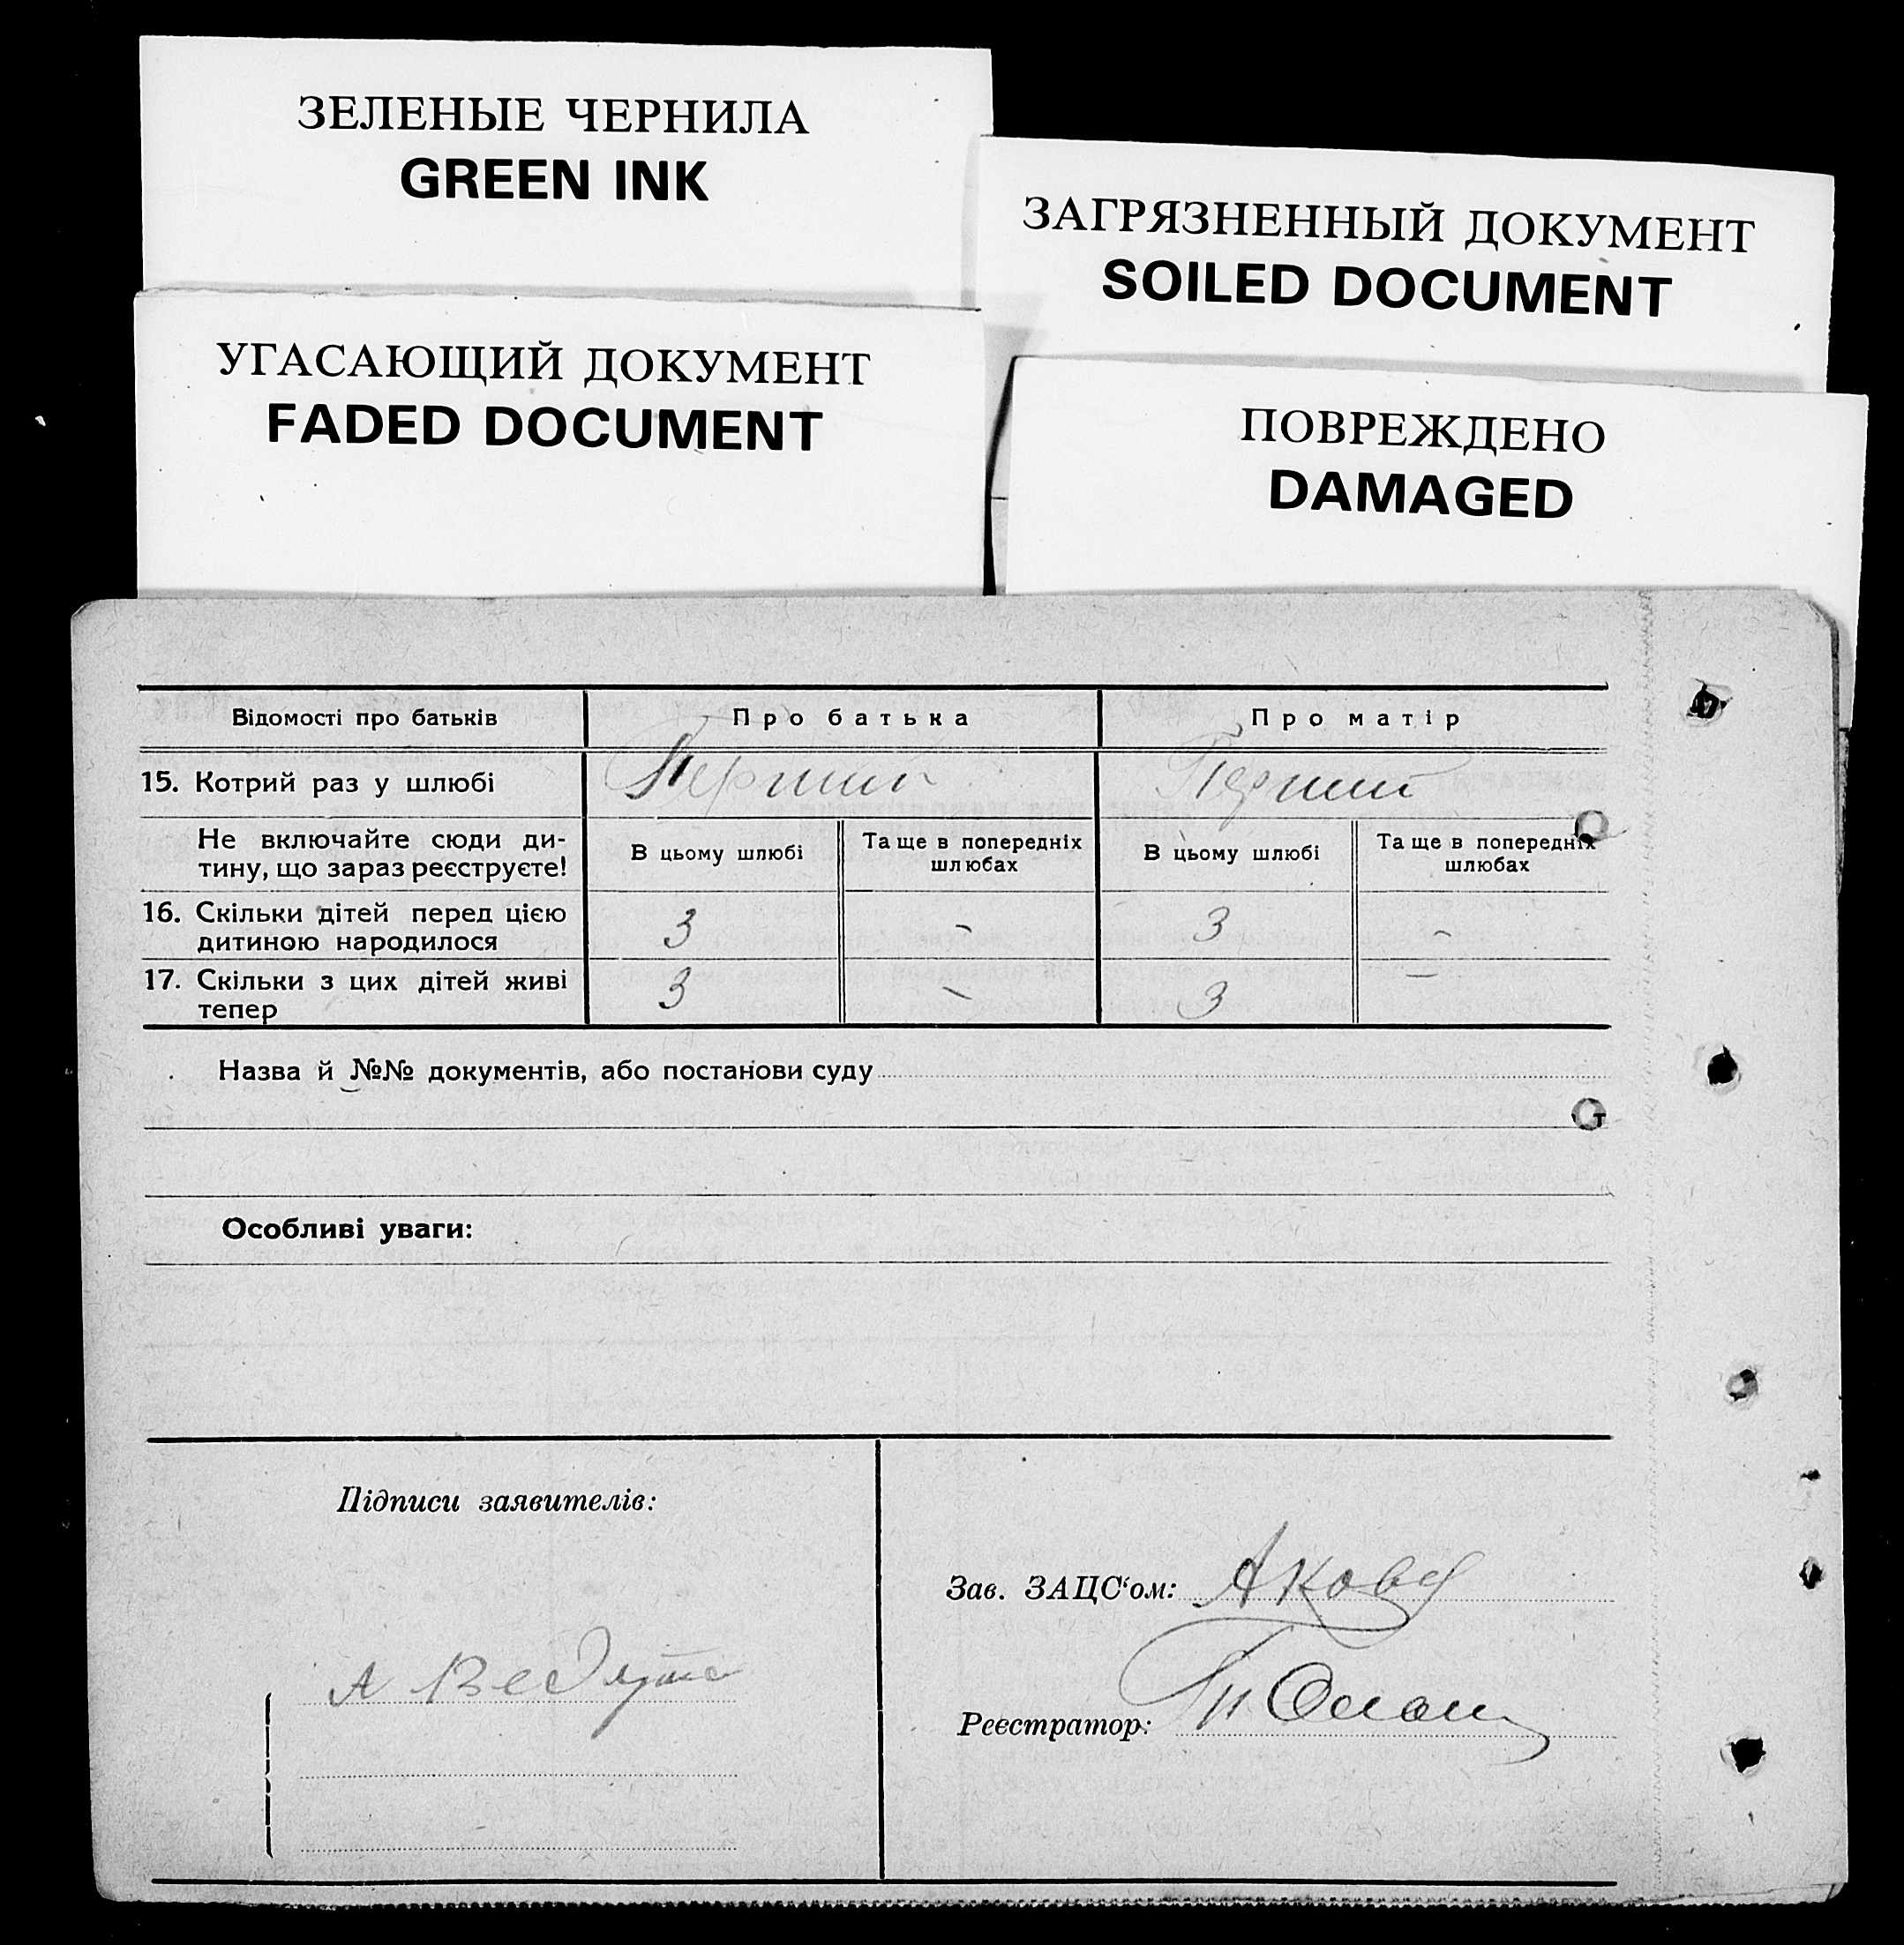 ЗЕЛЕНЫЕ ЧЕРНИЛА
GREEN INK
ЗАГРЯЗНЕННЫЙ ДОКУМЕНТ
SOILED DOCUMENT
УГАСАЮЩИЙ ДОКУМЕНТ
FADED DOCUMENT
ПОВРЕЖДЕНО
DAMAGED
Відомості про батьків Про батька Про матір
15. Котрий раз у шлюбі Перший Перший
Не включайте сюди ди-
тину, що зараз реєструєте!
В цьому шлюбі
Та ще в попередніх
шлюбах
В цьому шлюбі
Та ще в попередніх
шлюбах
16. Скільки дітей перед цією
дитиною народилося
3 - 3 -
17. Скільки з цих дітей живі
тепер
3 - 3 -
Назва й №№ документів, або постанови суду
Особливі уваги:
Підписи заявителів:
Зав. ЗАЦС‘ом:
А
Реєстратор: